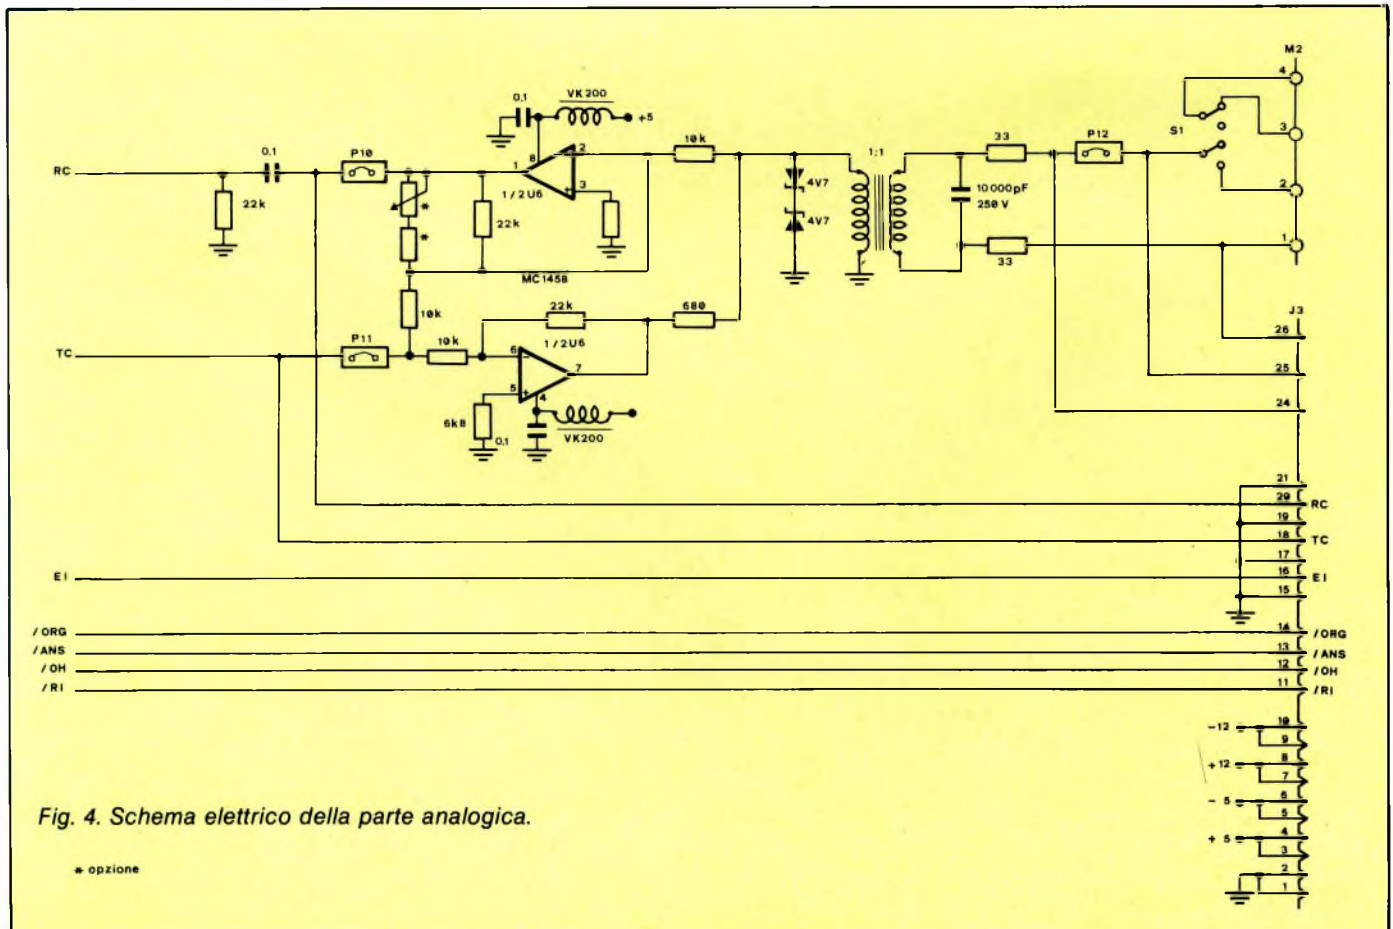 M2
4
0,1
VK200
+5
S1
3
RC
0.1
P10
1
8
2
10k
1:1
33
P12
1/2U6
3
4V7
10000pF
250 V
2
22k
*
22k
4V7
*
33
1
MC1458
10k
22k
680
J3
26
TC
P11
10k
1/2U6
6
7
25
5
4
24
6k8
0,1
VK200
21
20
RC
19
18
TC
17
EI
16
EI
15
/ORG
14
/ORG
/ANS
13
/ANS
/OH
12
/OH
/RI
11
/RI
-12
10
9
+12
8
7
- 5
6
5
+ 5
4
3
2
1
Fig. 4. Schema elettrico della parte analogica.
* opzione